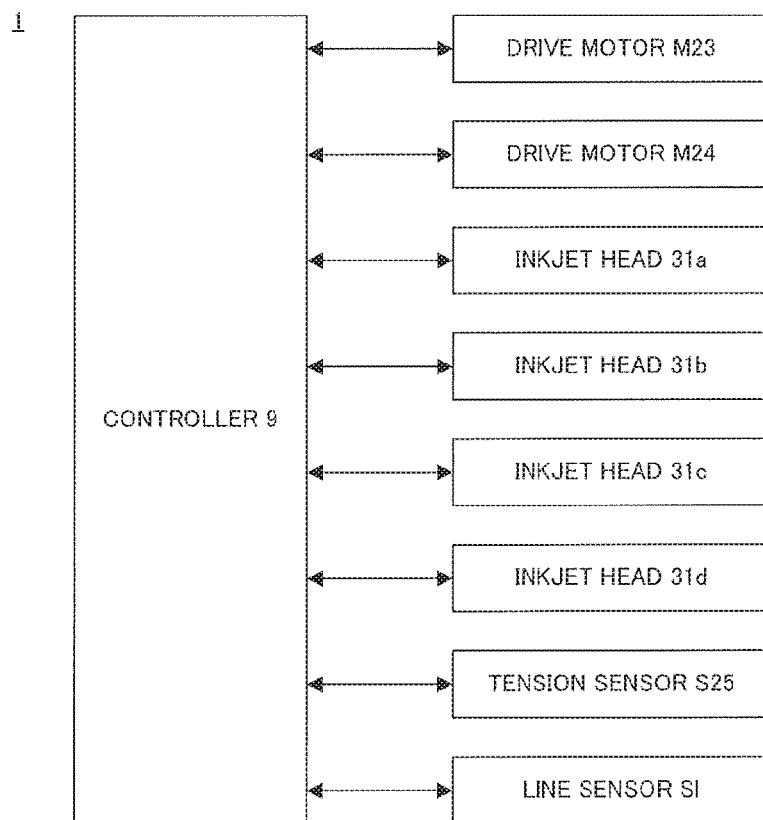 1
DRIVE MOTOR M23
DRIVE MOTOR M24
INKJET HEAD 31a
INKJET HEAD 31b
CONTROLLER 9
INKJET HEAD 31c
INKJET HEAD 31d
TENSION SENSOR S25
LINE SENSOR Sl